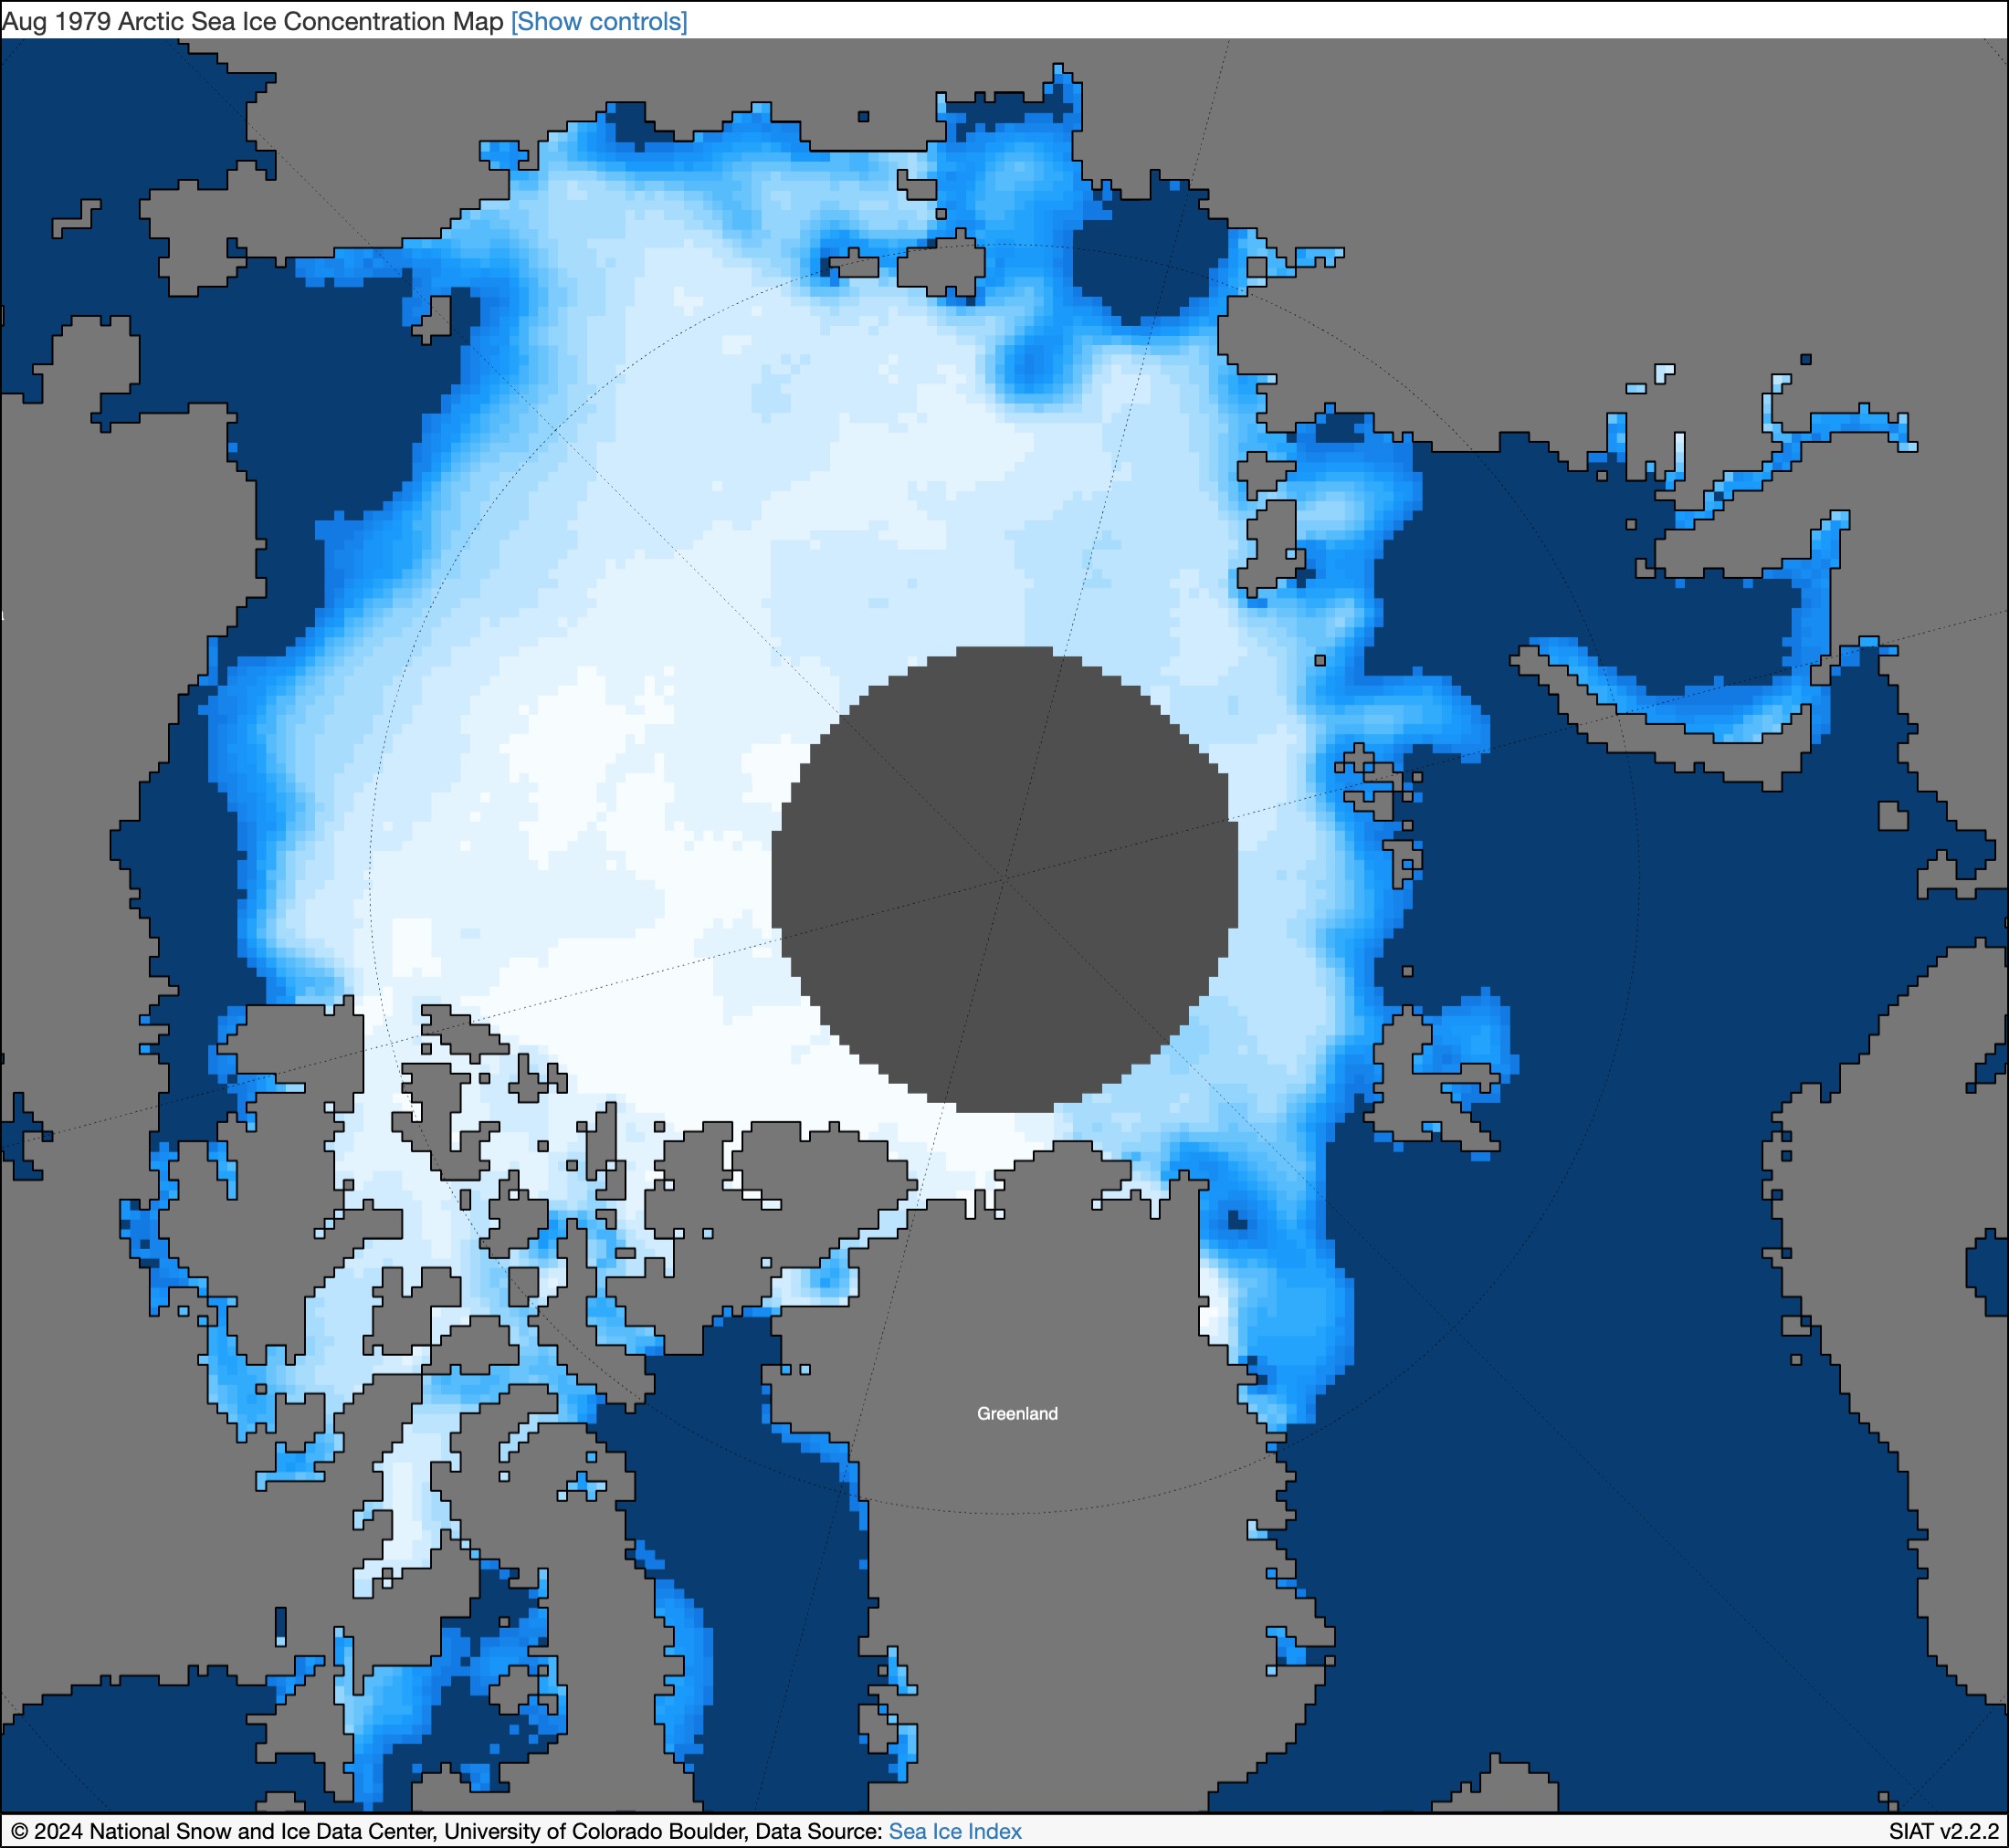 Aug 1979 Arctic Sea Ice Concentration Map [Show controls]
Greenland
© 2024 National Snow and Ice Data Center, University of Colorado Boulder, Data Source: Sea Ice Index
SIAT v2.2.2